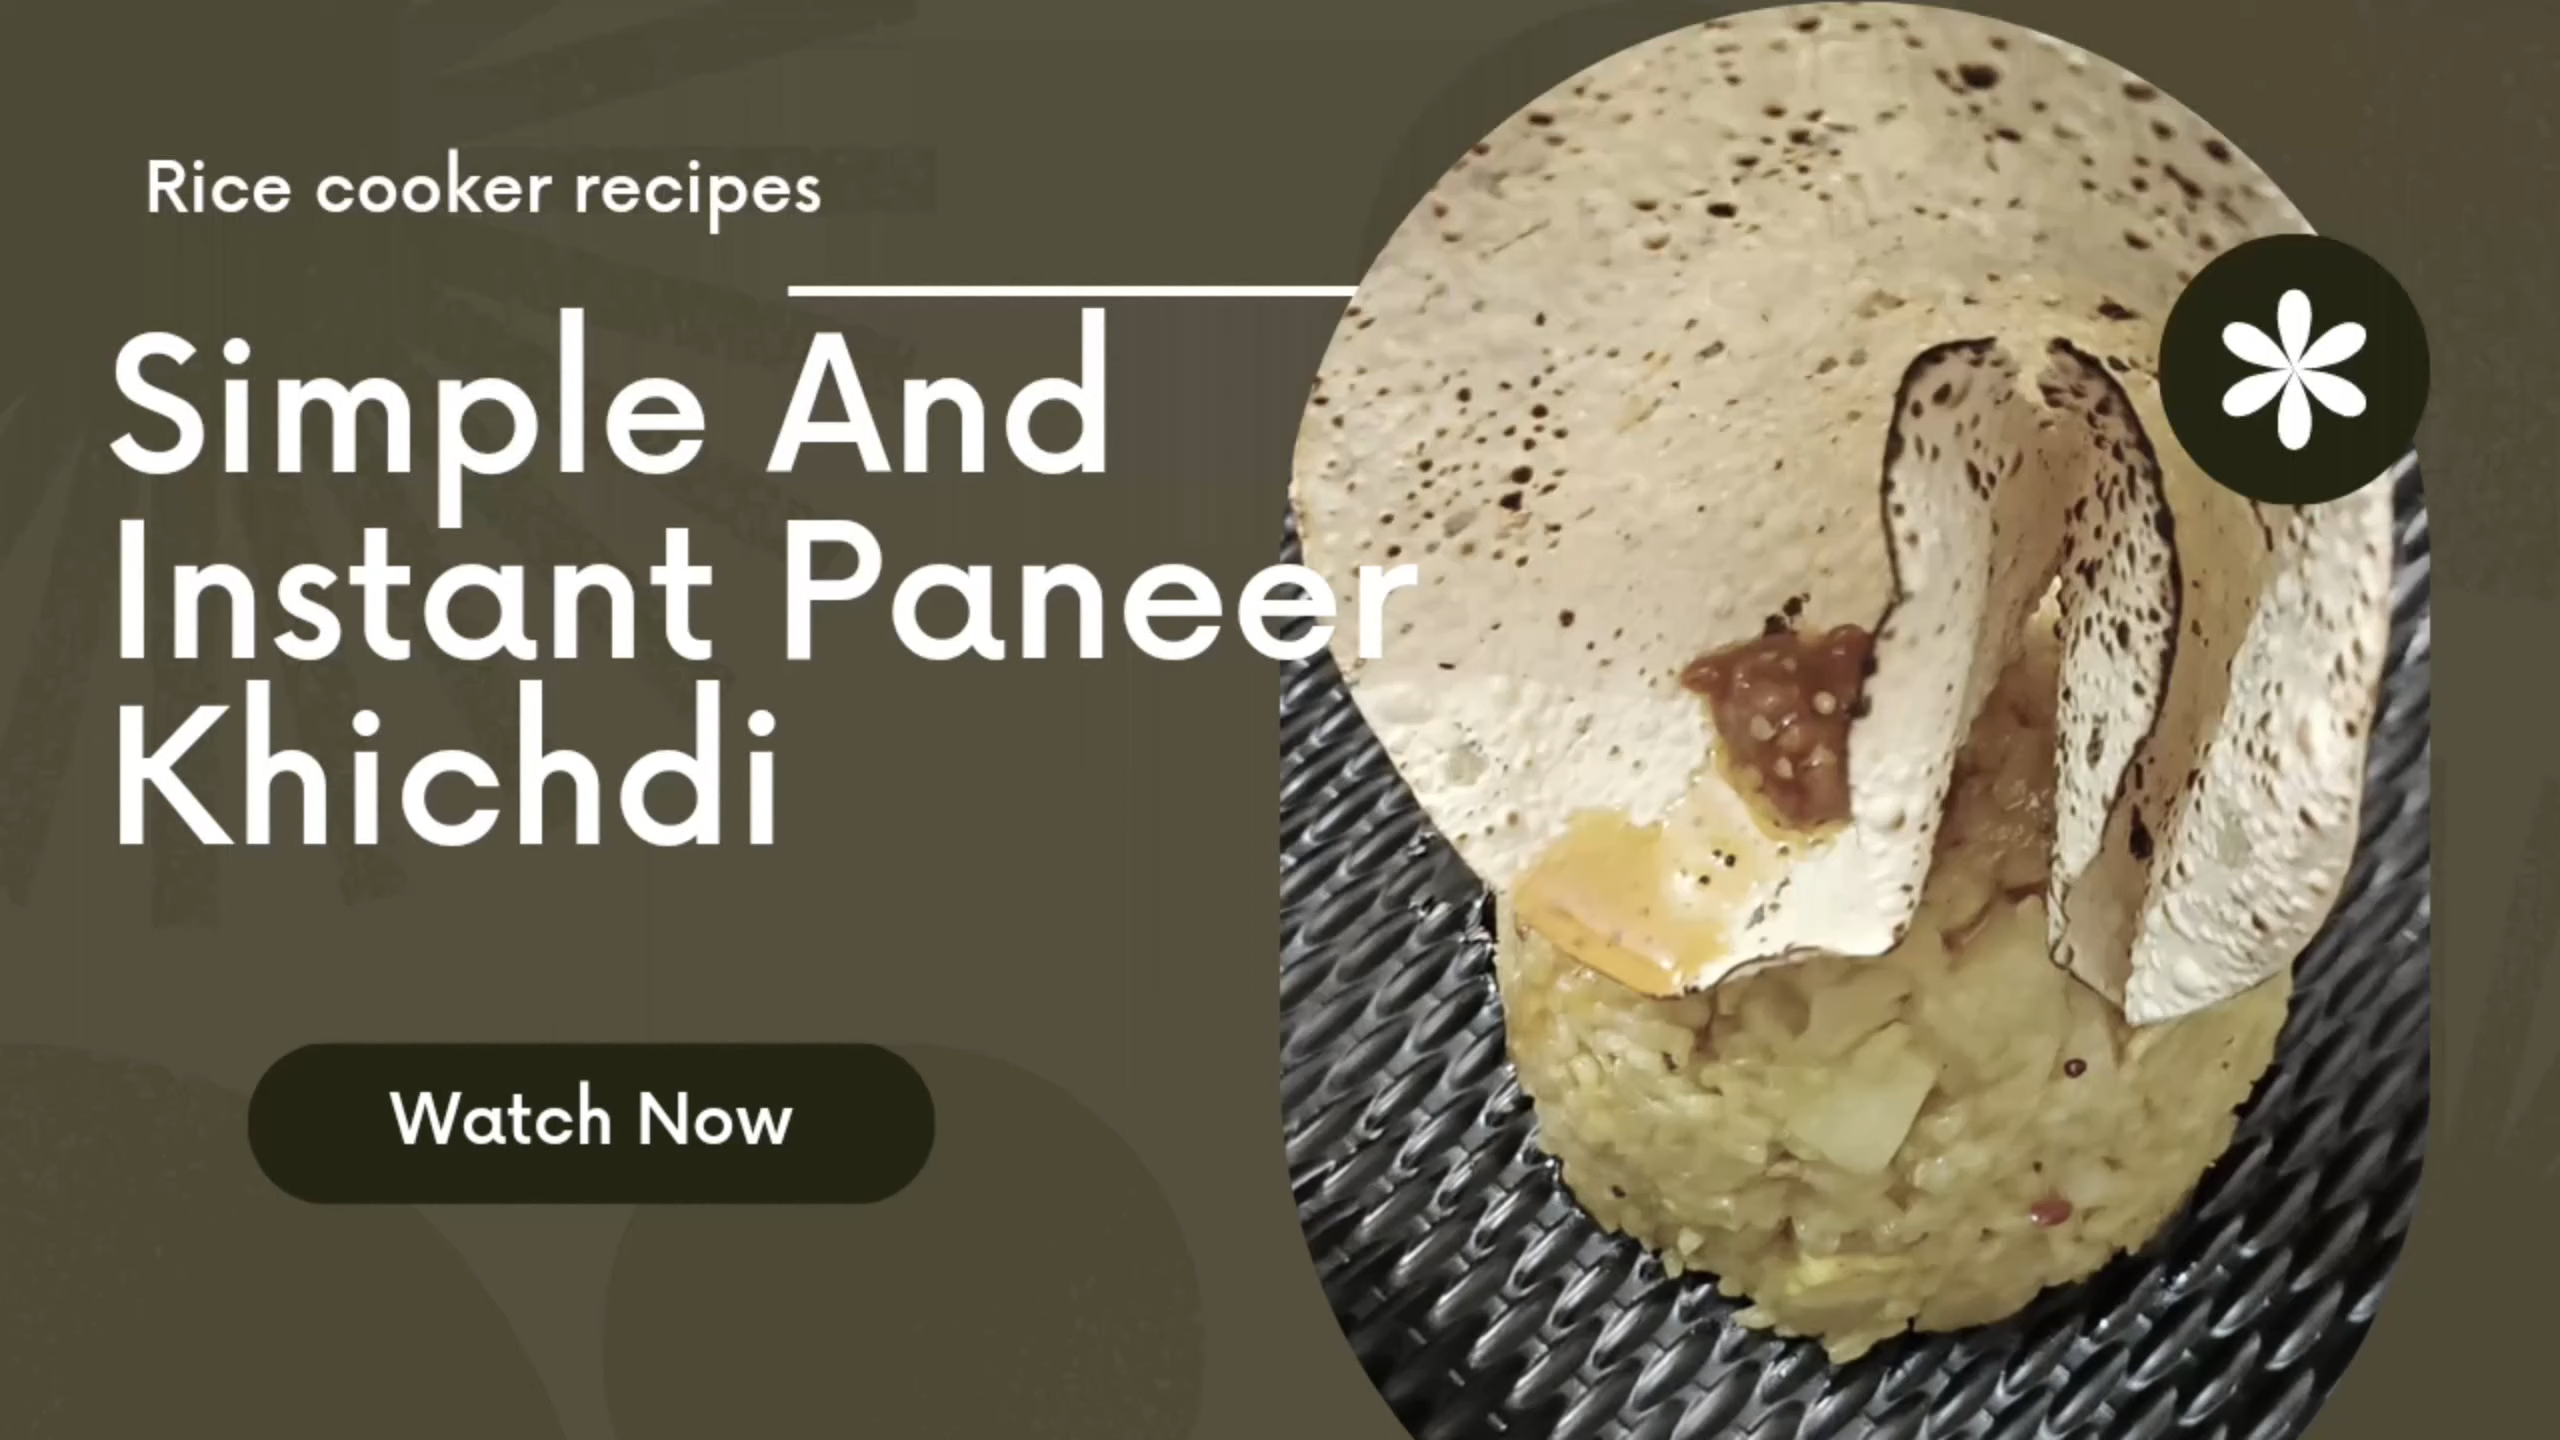 Rice cooker recipes
Simple And
Instant Paneer
Khichdi
Watch Now